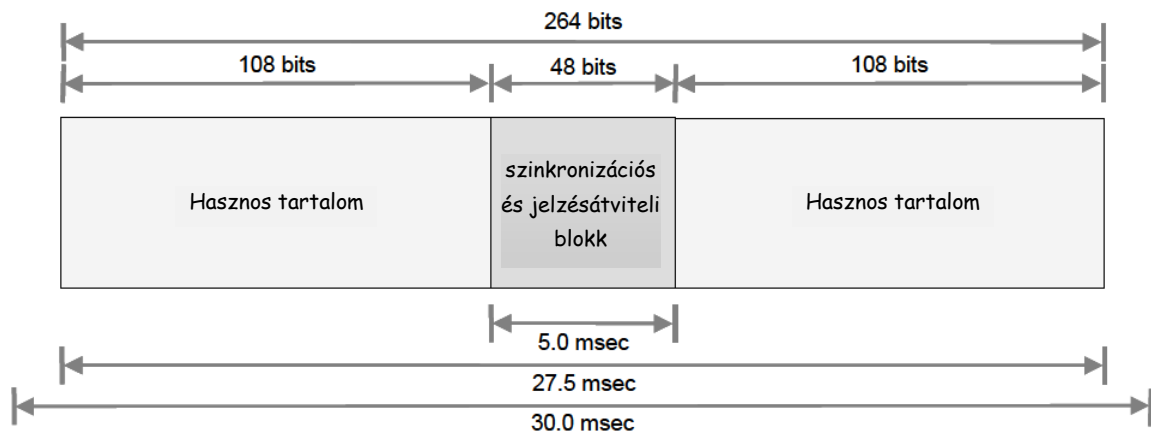 264 bits
108 bits
48 bits
108 bits
Hasznos tartalom
szinkronizációs
és jelzésátviteli
blokk
Hasznos tartalom
5.0 msec
27.5 msec
30.0 msec